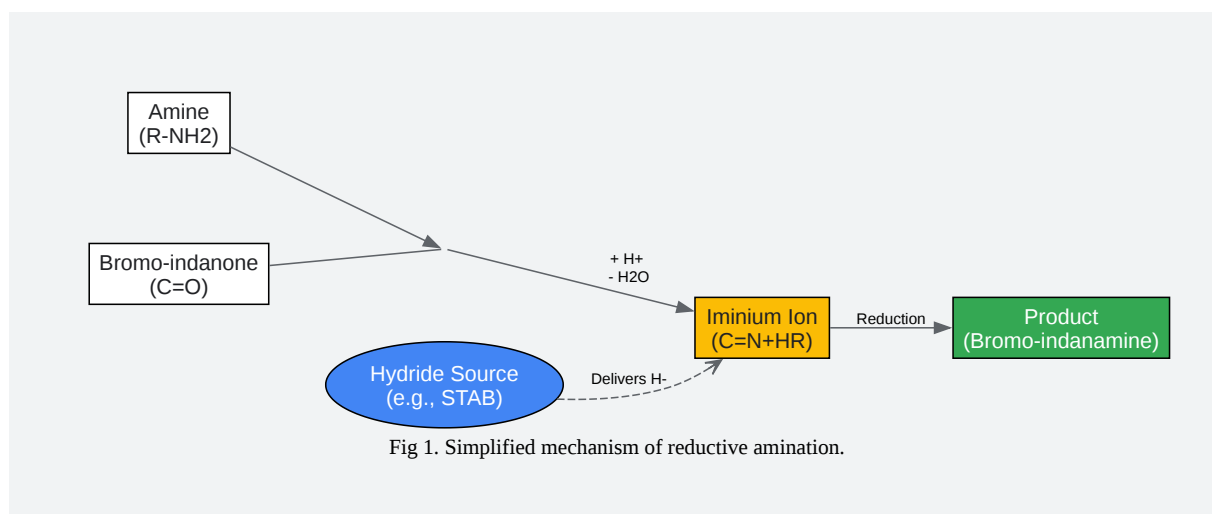 Amine
(R-NH2)
Bromo-indanone
(C=O)
+ H+
- H2O
Iminium Ion
(C=N+HR)
Reduction
Product
(Bromo-indanamine)
Hydride Source
(e.g., STAB)
Delivers H-
Fig 1. Simplified mechanism of reductive amination.